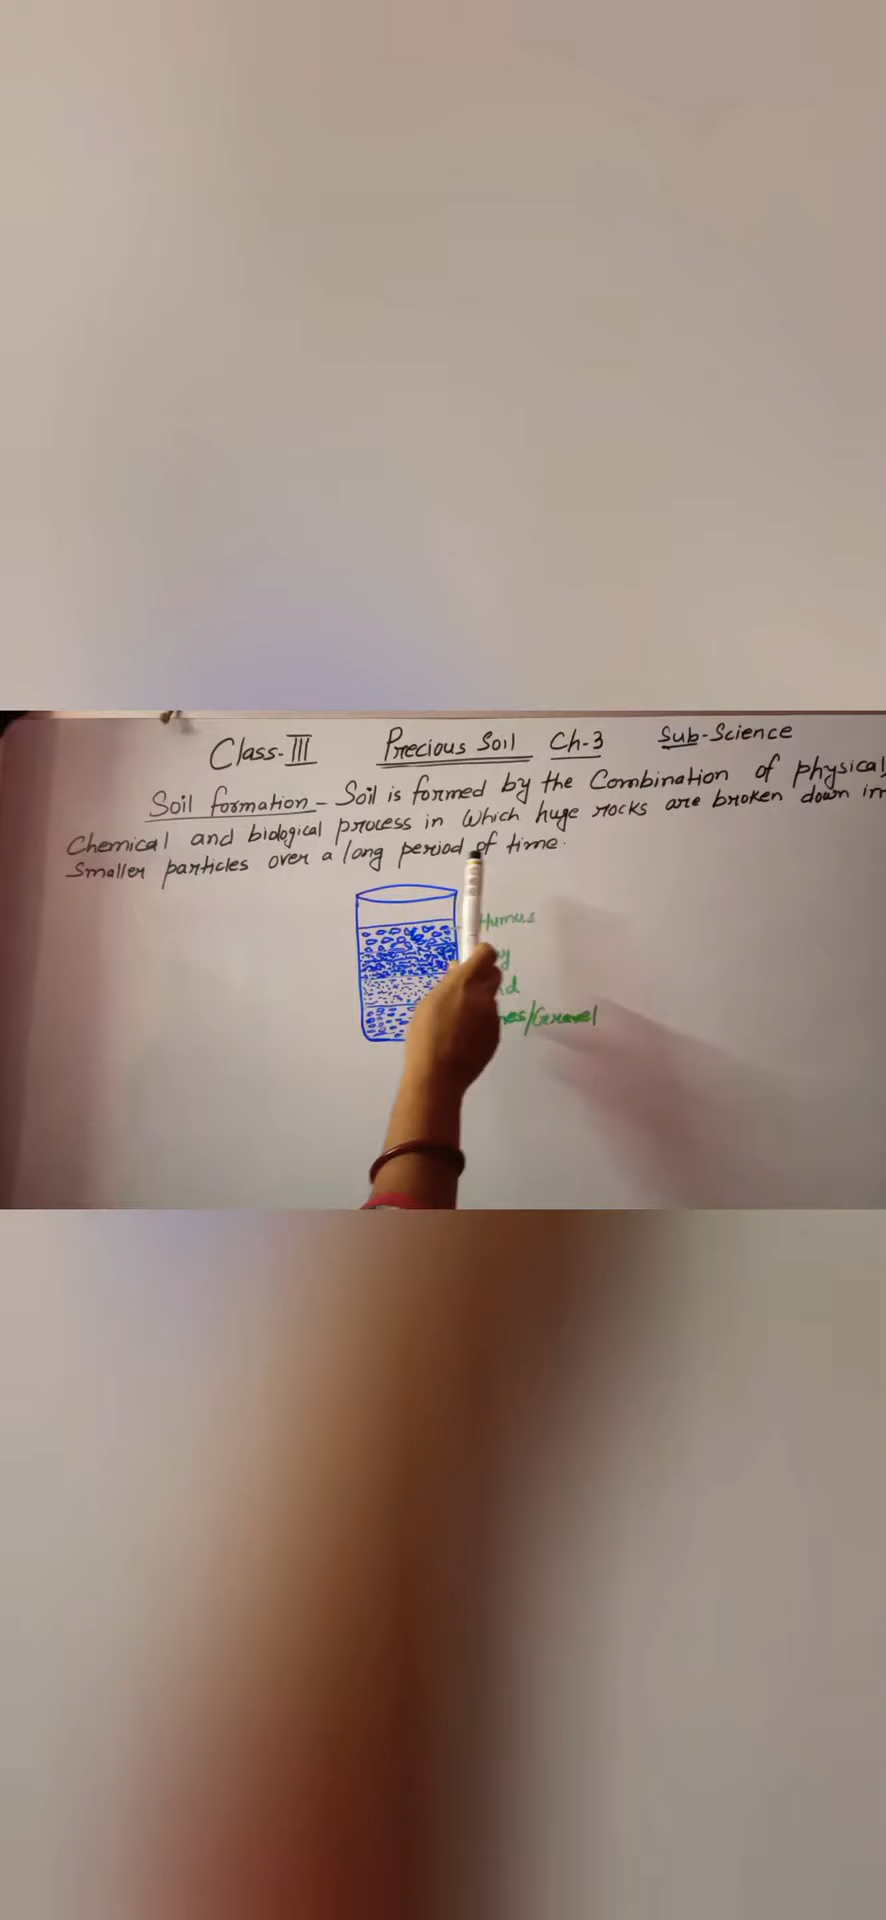 Class-III Precious Soil Ch-3 Sub-Science
Soil formation - Soil is formed by the Combination of physical,
Chemical and biological process in which huge rocks are broken down in
Smaller particles over a long period of time.
Humus
/Gravel